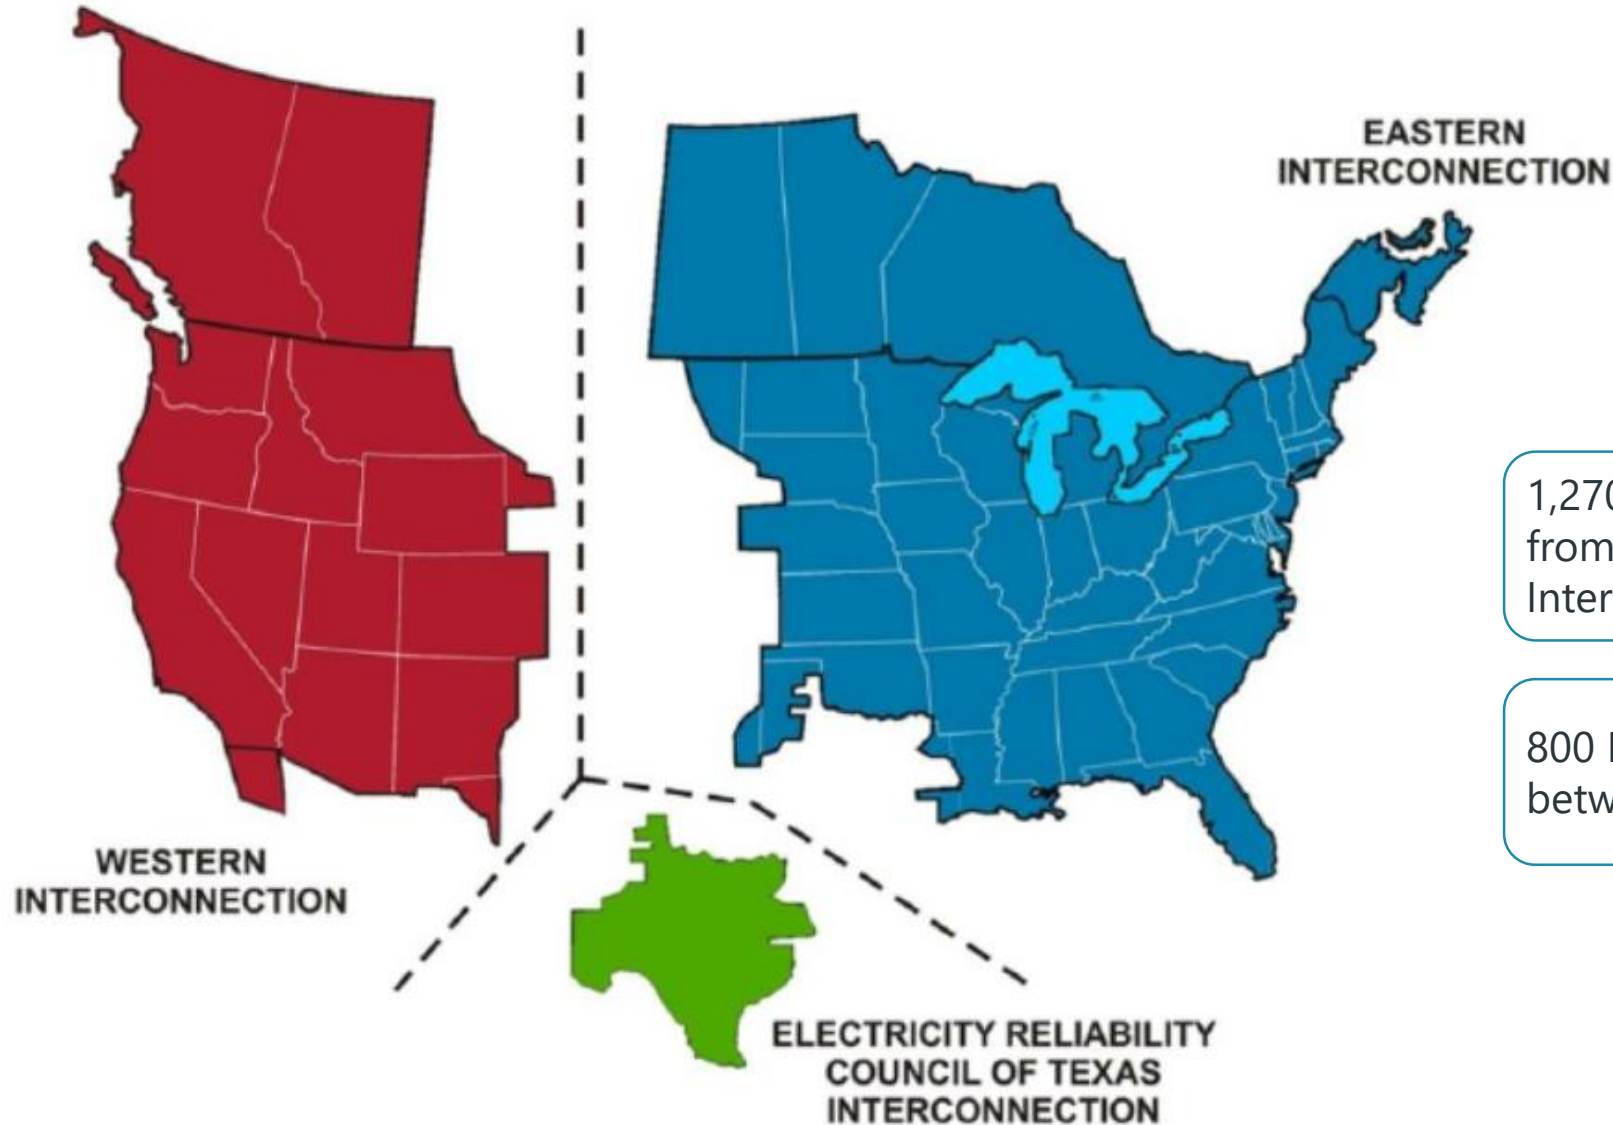 EASTERN
INTERCONNECTION
1,270
from
Inter
800
betw
WESTERN
INTERCONNECTION
ELECTRICITY RELIABILITY
COUNCIL OF TEXAS
INTERCONNECTION